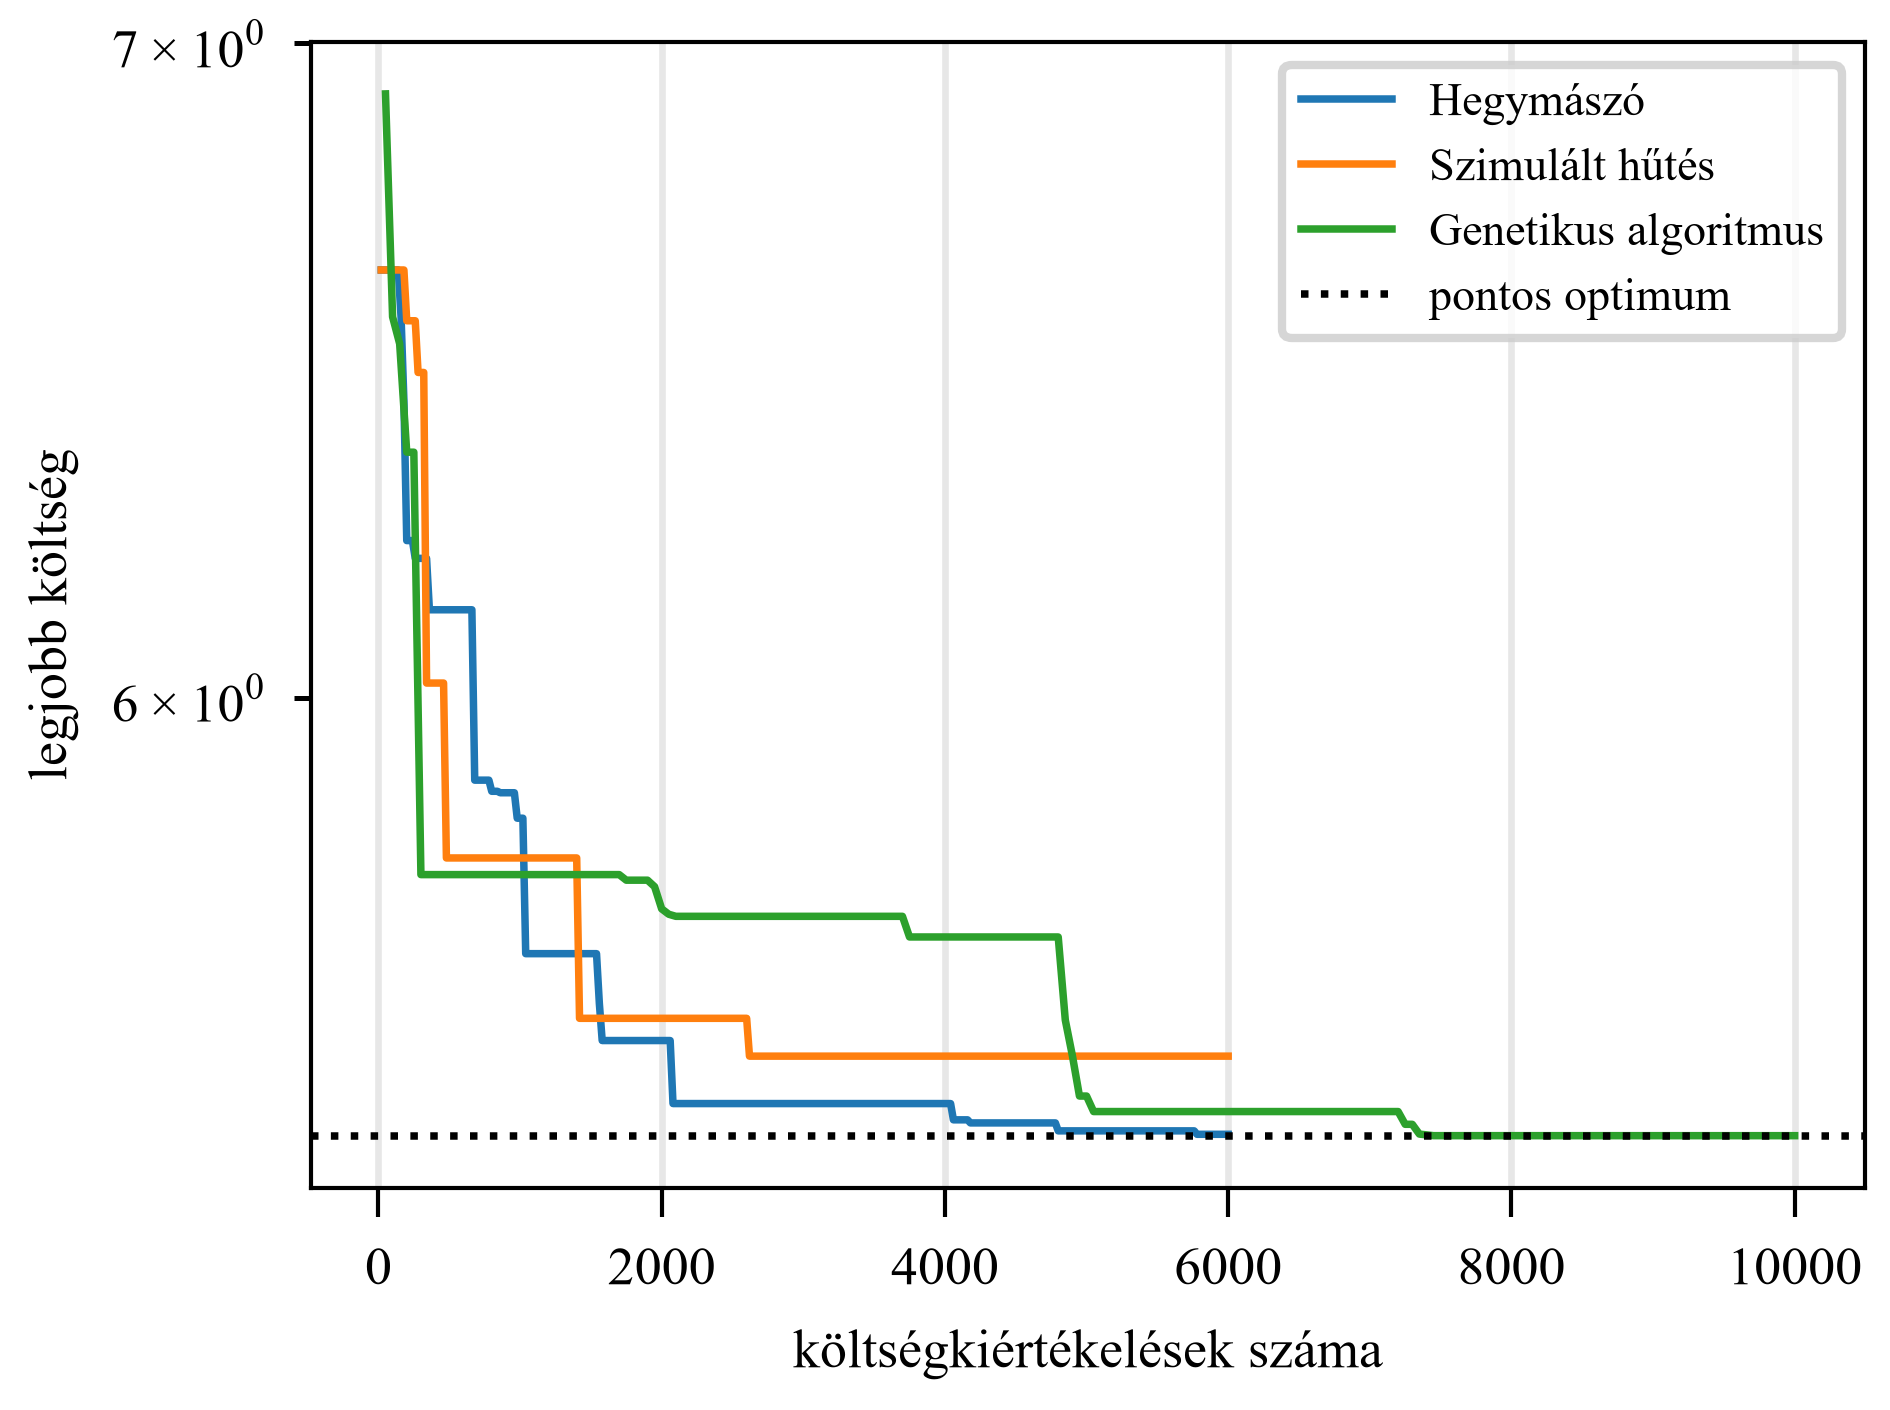 7 × 10⁰
6 × 10⁰
legjobb költség
Hegymászó
Szimulált hűtés
Genetikus algoritmus
pontos optimum
0 2000 4000 6000 8000 10000
költségkiértékelések száma